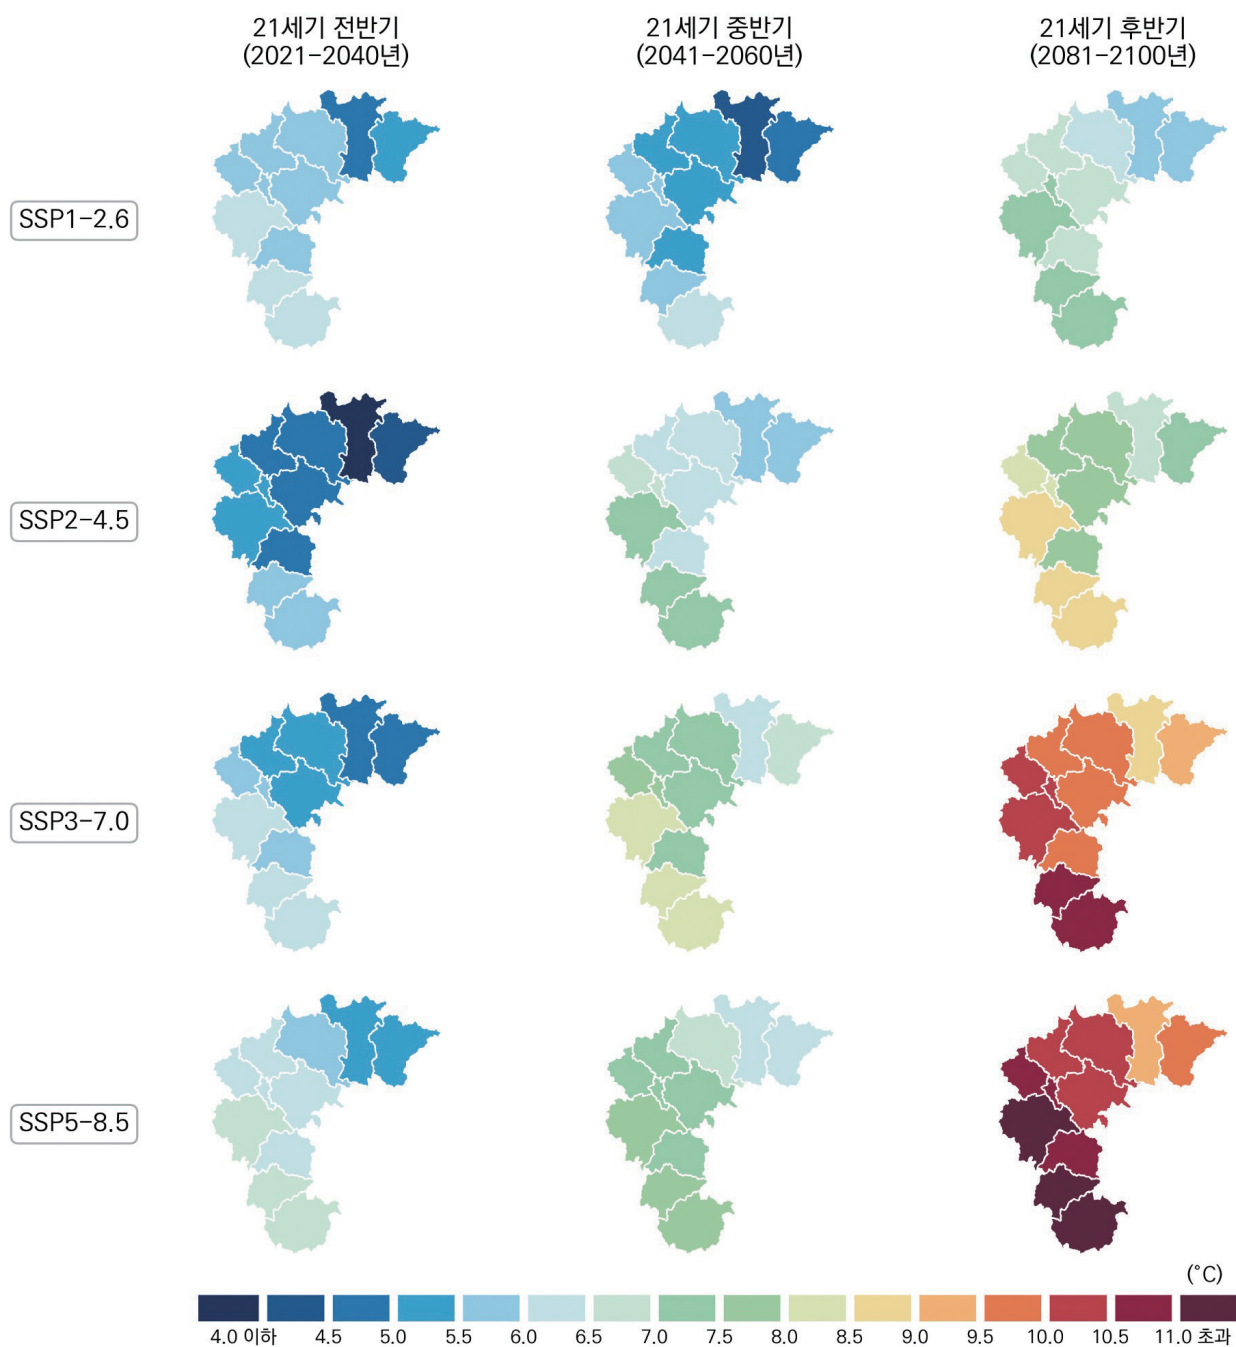 21세기 전반기
(2021-2040년)
21세기 중반기
(2041-2060년)
21세기 후반기
(2081-2100년)
SSP1-2.6
SSP2-4.5
SSP3-7.0
SSP5-8.5
(°C)
4.0 이하 4.5 5.0 5.5 6.0 6.5 7.0 7.5 8.0 8.5 9.0 9.5 10.0 10.5 11.0 초과